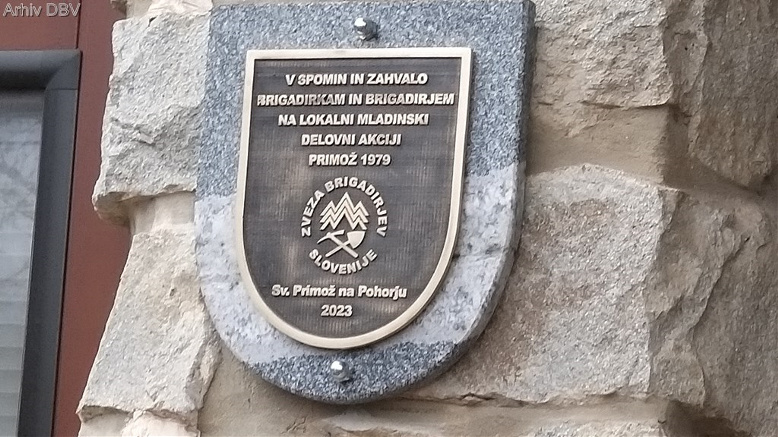 Arhiv DBV
V SPOMIN IN ZAHVALO
BRIGADIRKAM IN BRIGADIRJEM
NA LOKALNI MLADINSKI
DELOVNI AKCIJI
PRIMOŽ 1979
ZVEZA BRIGADIRJEV
SLOVENIJE
Sv. Primož na Pohorju
2023